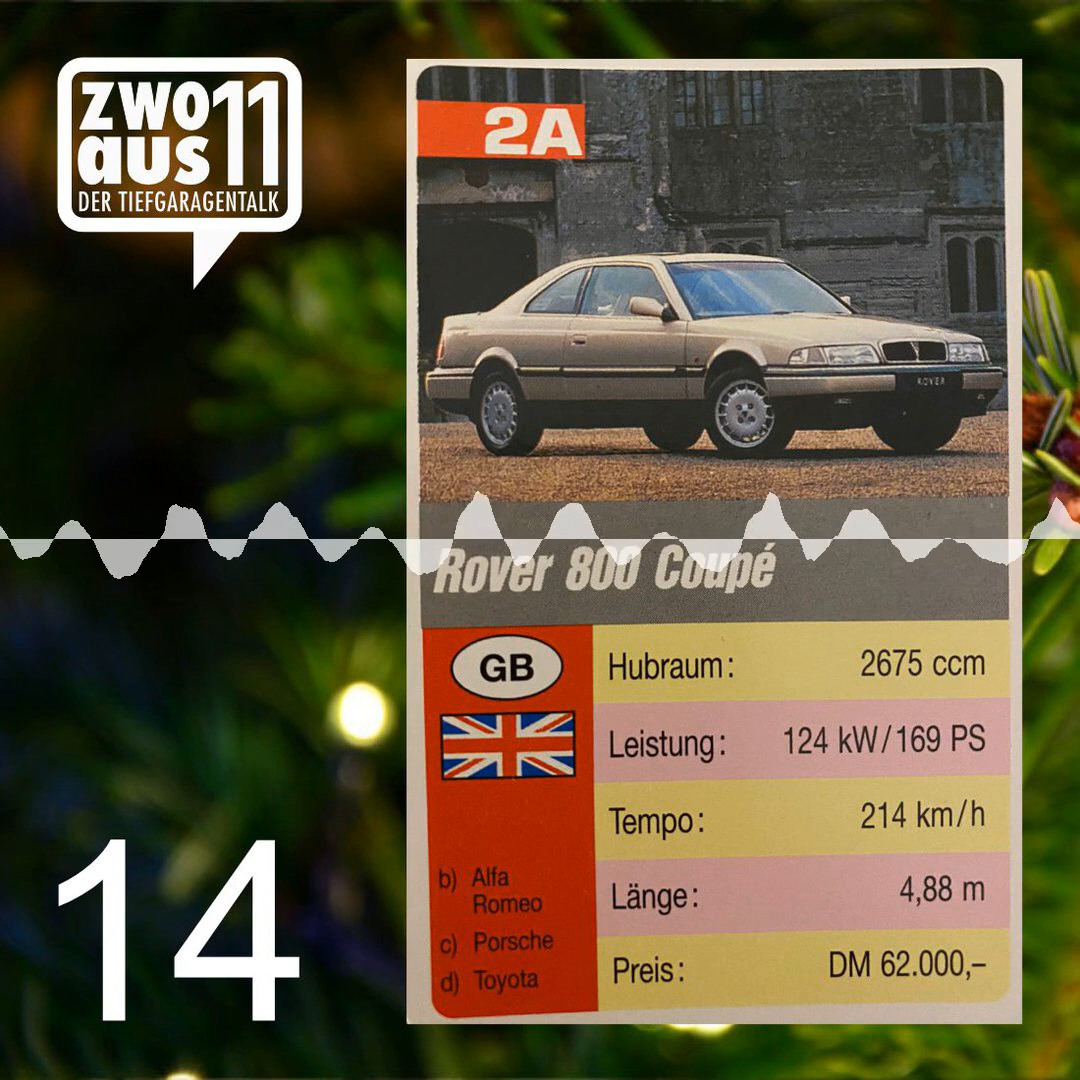 zwo
aus 11
DER TIEFGARAGENTALK
2A
ROVER
Rover 800 Coupé
GB
Hubraum: 2675 ccm
Leistung: 124 kW/169 PS
Tempo: 214 km/h
Länge: 4,88 m
Preis: DM 62.000,–
b) Alfa
Romeo
c) Porsche
d) Toyota
14